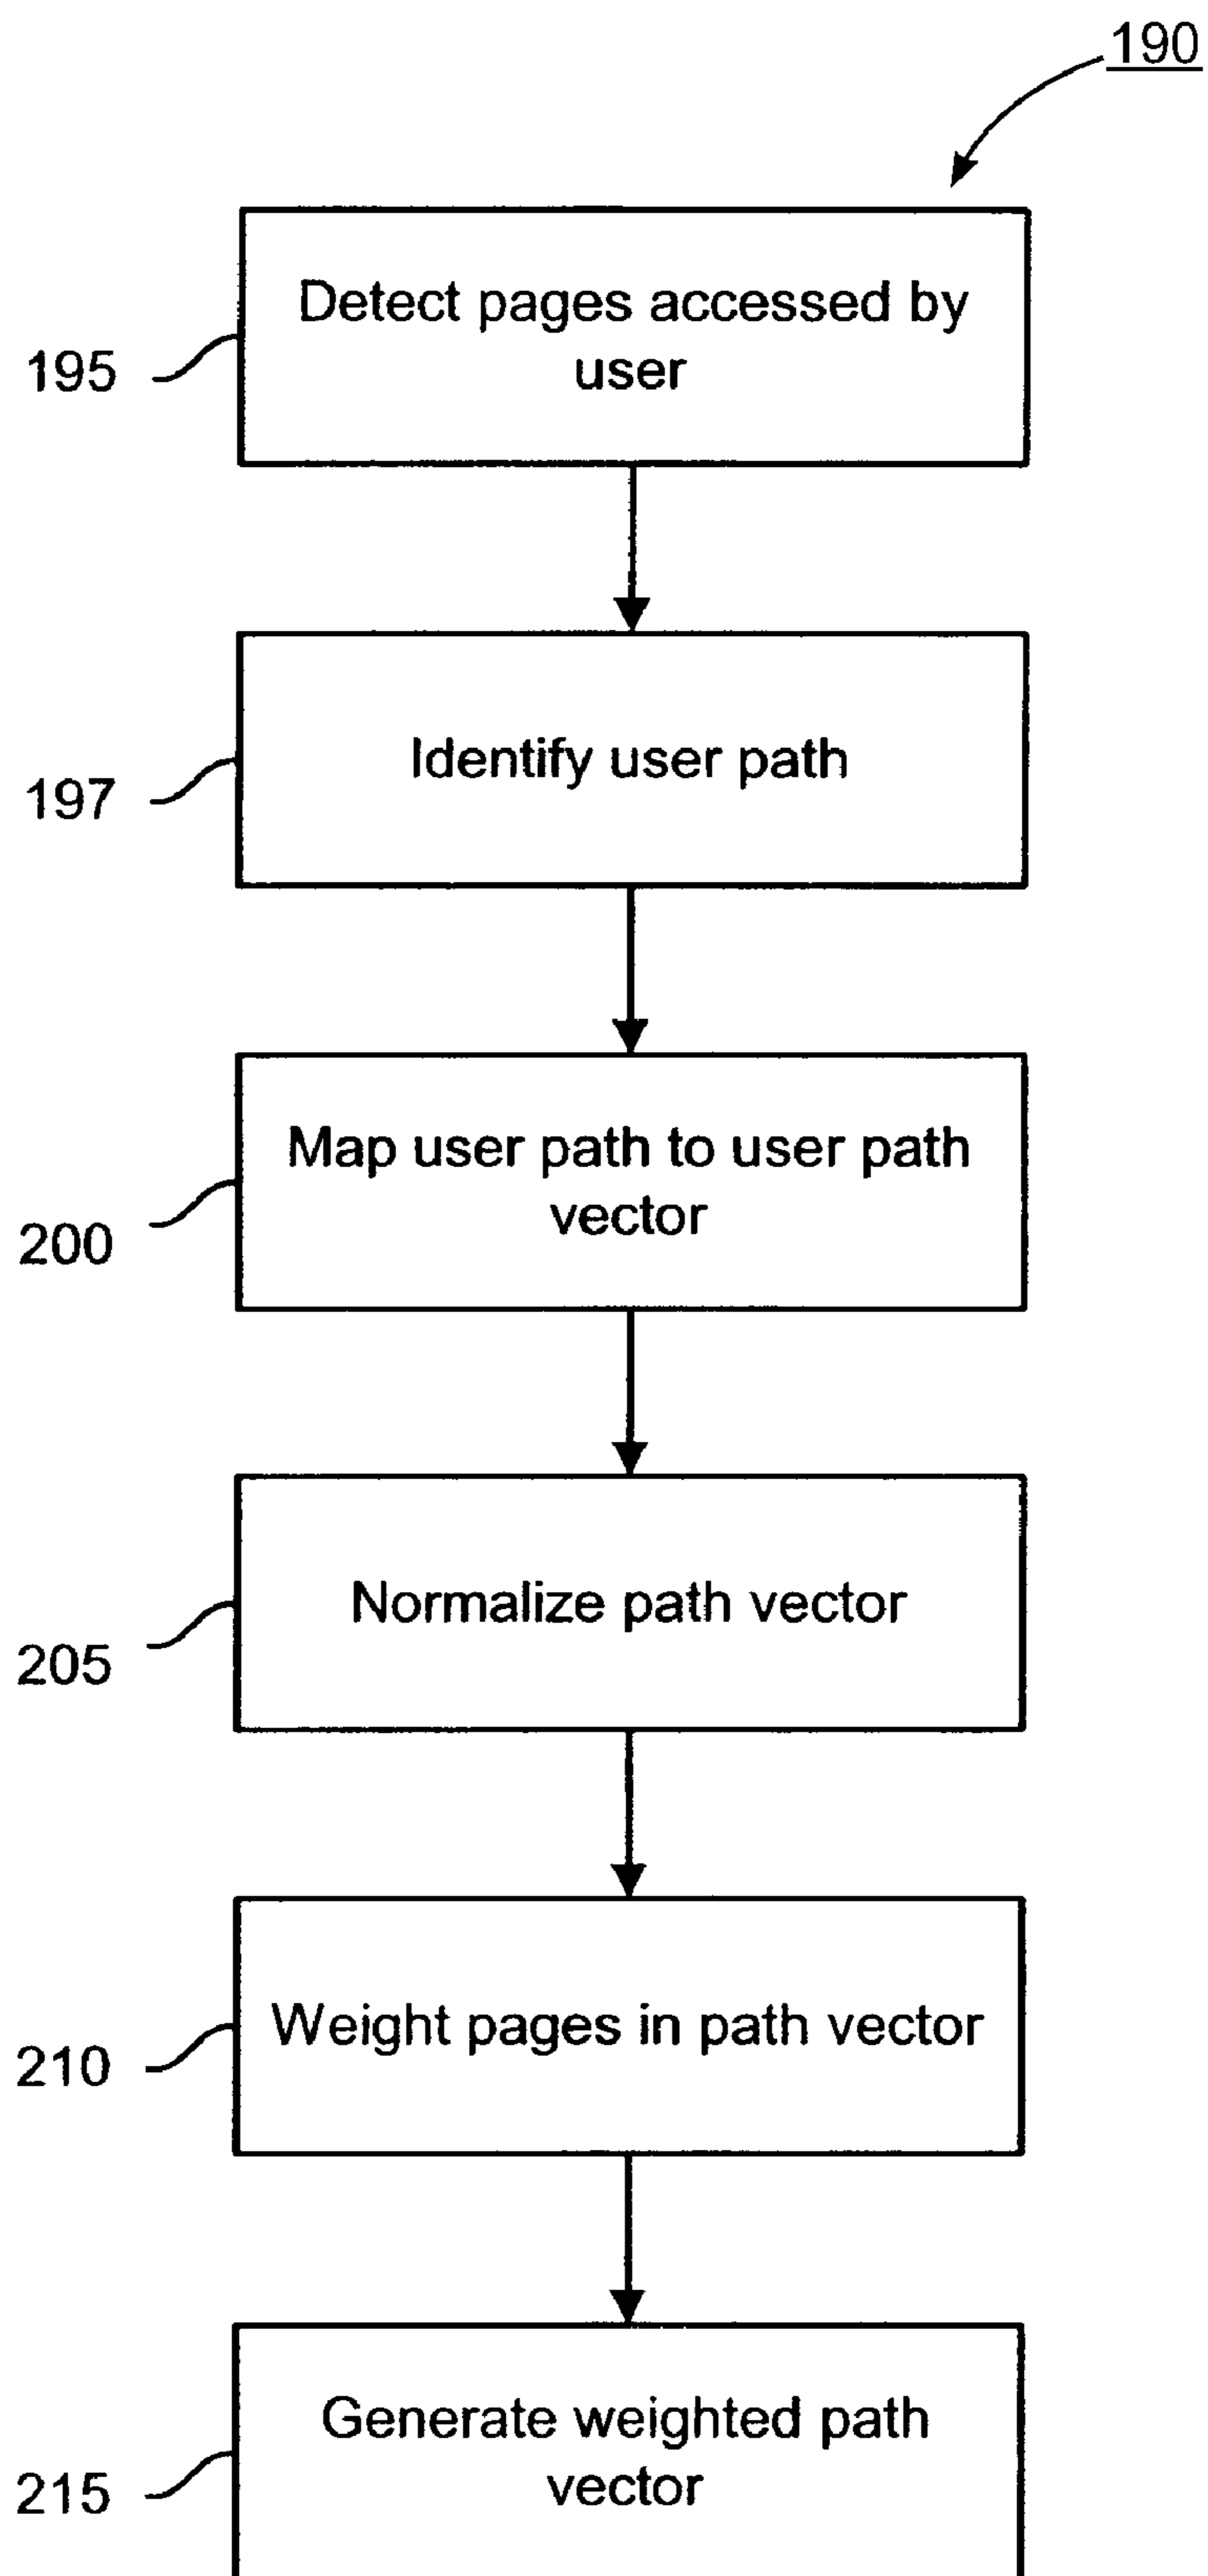 190
Detect pages accessed by
user
195
Identify user path
197
Map user path to user path
vector
200
Normalize path vector
205
Weight pages in path vector
210
Generate weighted path
vector
215